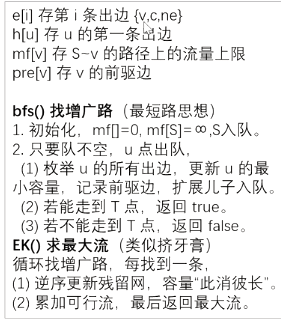 e[i] 存第 i 条出边 {v,c,ne}
h[u] 存 u 的第一条出边
mf[v] 存 S~v 的路径上的流量上限
pre[v] 存 v 的前驱边
bfs() 找增广路（最短路思想）
1. 初始化，mf[]=0, mf[S]=∞,S入队。
2. 只要队不空，u 点出队，
(1) 枚举 u 的所有出边，更新 u 的最
小容量，记录前驱边，扩展儿子入队。
(2) 若能走到 T 点，返回 true。
(3) 若不能走到 T 点，返回 false。
EK() 求最大流（类似挤牙膏）
循环找增广路，每找到一条，
(1) 逆序更新残留网，容量“此消彼长”。
(2) 累加可行流，最后返回最大流。